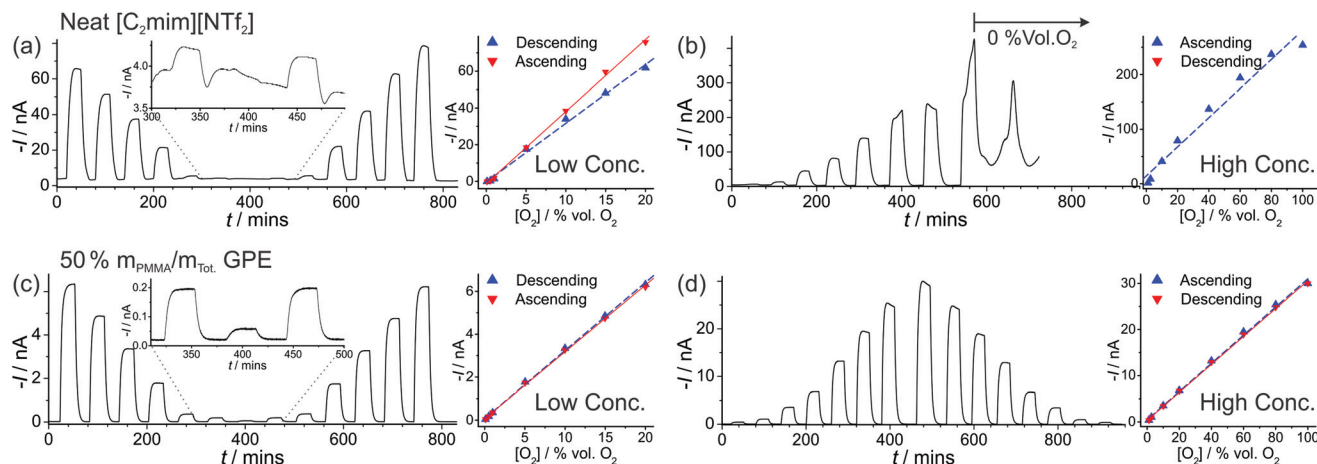 Neat [C₂mim][NTf₂]
(a)
-I / nA
60
40
20
0
0 200 400 600 800
t / mins
-I / nA
4.0
3.5
300 350 400 450
t / mins
Descending
Ascending
-I / nA
60
40
20
0
0 5 10 15 20
[O₂] / % vol. O₂
Low Conc.
(b)
0 %Vol.O₂
-I / nA
400
300
200
100
0
0 200 400 600 800
t / mins
Ascending
Descending
-I / nA
200
100
0
0 20 40 60 80 100
[O₂] / % vol. O₂
High Conc.
50 % mPMMA/mTot. GPE
(c)
-I / nA
6
4
2
0
0 200 400 600 800
t / mins
-I / nA
0.2
0.1
0.0
350 400 450 500
t / mins
Descending
Ascending
-I / nA
6
4
2
0
0 5 10 15 20
[O₂] / % vol. O₂
Low Conc.
(d)
-I / nA
30
20
10
0
0 200 400 600 800
t / mins
Ascending
Descending
-I / nA
30
20
10
0
0 20 40 60 80 100
[O₂] / % vol. O₂
High Conc.